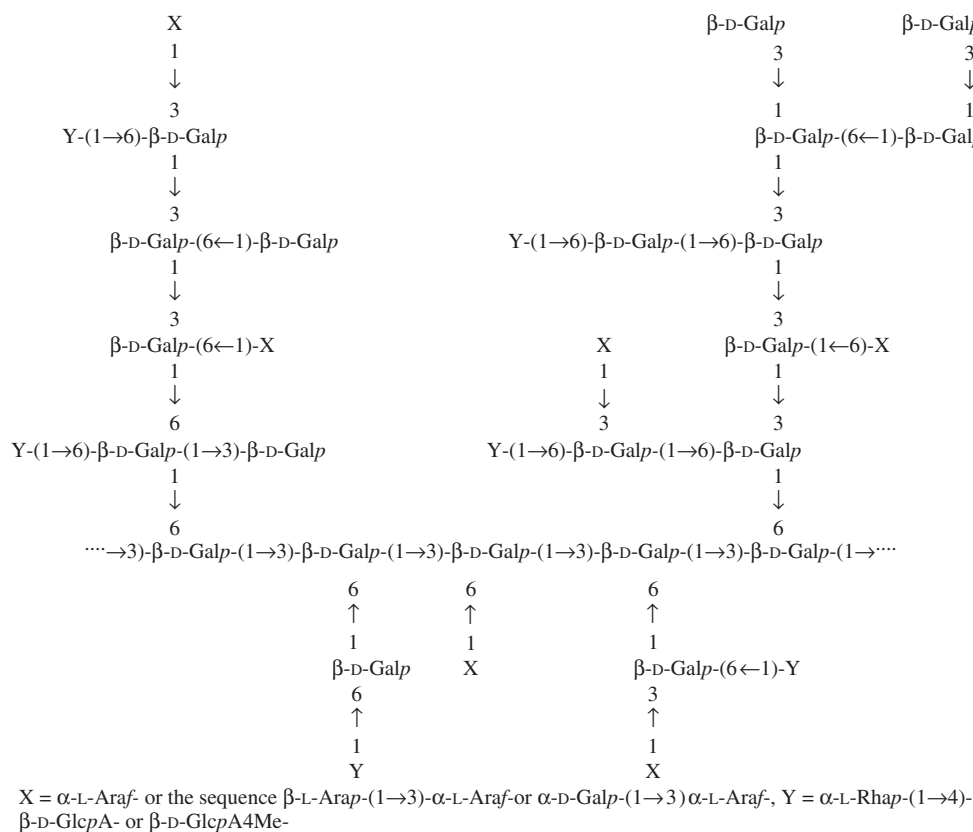 X β-D-Galp β-D-Galp
1 3 3
↓ ↓ ↓
3 1 1
Y-(1→6)-β-D-Galp β-D-Galp-(6←1)-β-D-Galp
1 1
↓ ↓
3 3
β-D-Galp-(6←1)-β-D-Galp Y-(1→6)-β-D-Galp-(1→6)-β-D-Galp
1 1
↓ ↓
3 3
β-D-Galp-(6←1)-X X β-D-Galp-(1←6)-X
1 1 1
↓ ↓ ↓
6 3 3
Y-(1→6)-β-D-Galp-(1→3)-β-D-Galp Y-(1→6)-β-D-Galp-(1→6)-β-D-Galp
1 1
↓ ↓
6 6
····→3)-β-D-Galp-(1→3)-β-D-Galp-(1→3)-β-D-Galp-(1→3)-β-D-Galp-(1→3)-β-D-Galp-(1→····
6 6 6
↑ ↑ ↑
1 1 1
β-D-Galp X β-D-Galp-(6←1)-Y
6 3
↑ ↑
1 1
Y X
X = α-L-Araf- or the sequence β-L-Arap-(1→3)-α-L-Araf-or α-D-Galp-(1→3)α-L-Araf-, Y = α-L-Rhap-(1→4)-
β-D-GlcpA- or β-D-GlcpA4Me-